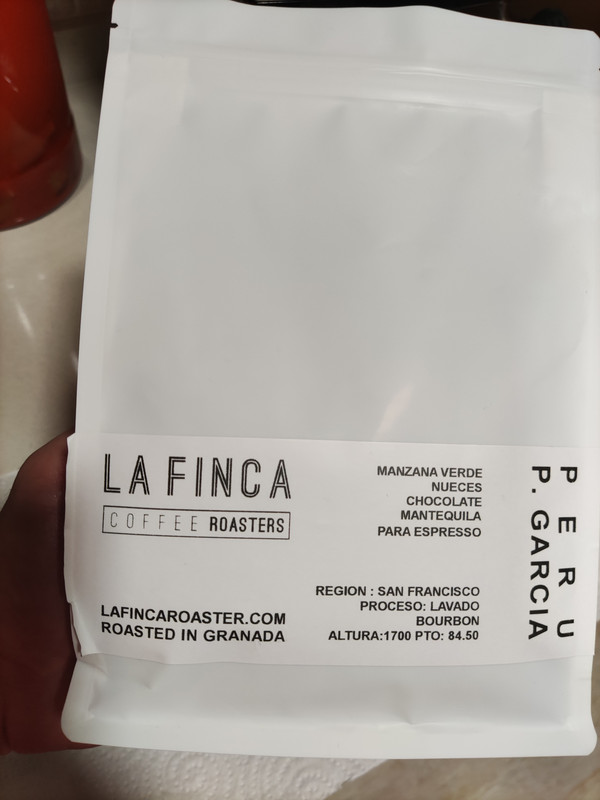 LA FINCA
COFFEE ROASTERS
LAFINCAROASTER.COM
ROASTED IN GRANADA
MANZANA VERDE
NUECES
CHOCOLATE
MANTEQUILA
PARA ESPRESSO
REGION : SAN FRANCISCO
PROCESO: LAVADO
BOURBON
ALTURA:1700 PTO: 84.50
PERU
P. GARCIA